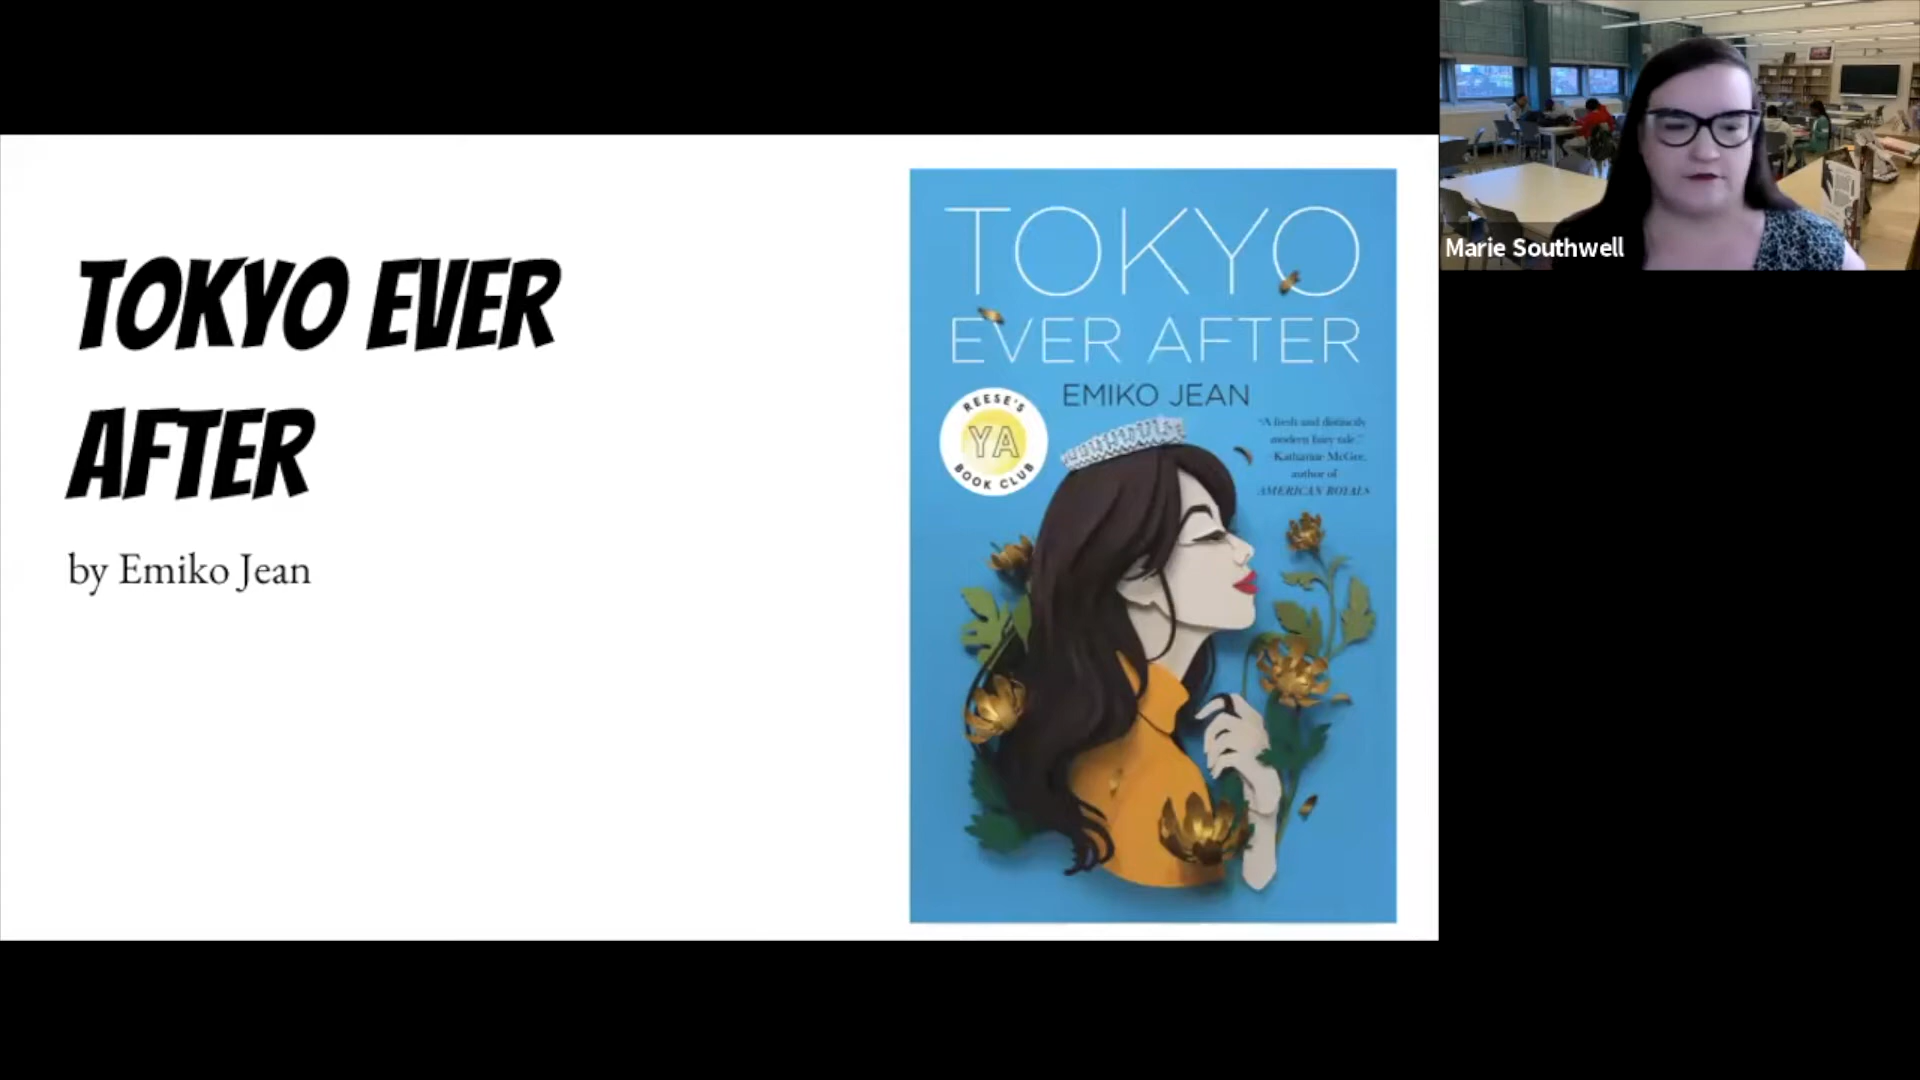 TOKYO EVER
AFTER
by Emiko Jean
TOKYO
EVER AFTER
EMIKO JEAN
REESE'S
YA
BOOK CLUB
"A fresh and distinctly
modern fairy tale."
-Katharine McGee,
author of
AMERICAN ROYALS
Marie Southwell